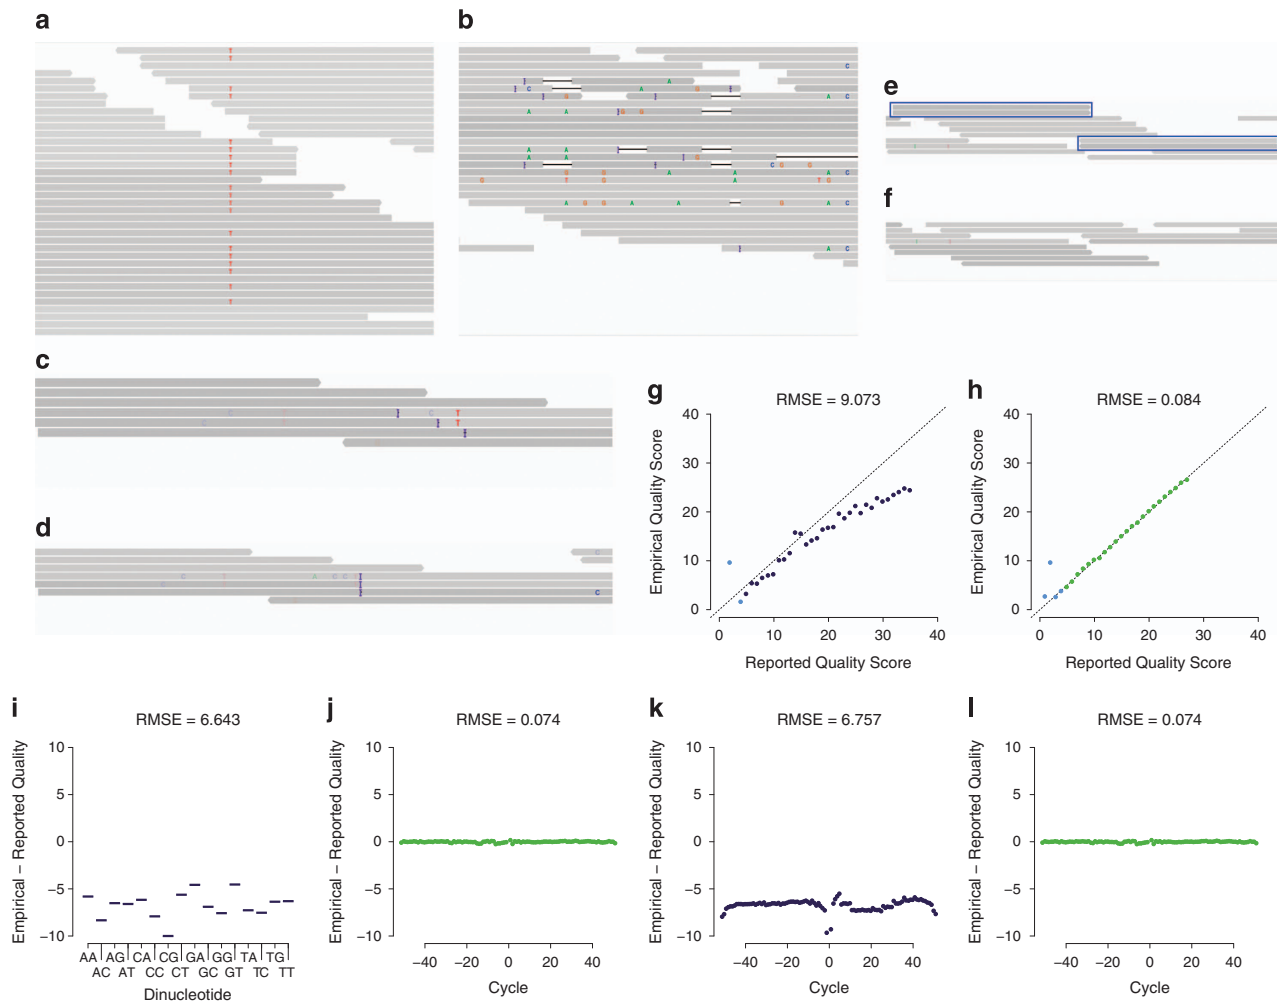 a
b
e
f
c
d
g
RMSE = 9.073
Empirical Quality Score
40
30
20
10
0
0 10 20 30 40
Reported Quality Score
h
RMSE = 0.084
Empirical Quality Score
40
30
20
10
0
0 10 20 30 40
Reported Quality Score
i
RMSE = 6.643
Empirical – Reported Quality
10
5
0
−5
−10
AA AG CA CG GA GG TA TG
AC AT CC CT GC GT TC TT
Dinucleotide
j
RMSE = 0.074
Empirical – Reported Quality
10
5
0
−5
−10
−40 −20 0 20 40
Cycle
k
RMSE = 6.757
Empirical – Reported Quality
10
5
0
−5
−10
−40 −20 0 20 40
Cycle
l
RMSE = 0.074
Empirical – Reported Quality
10
5
0
−5
−10
−40 −20 0 20 40
Cycle